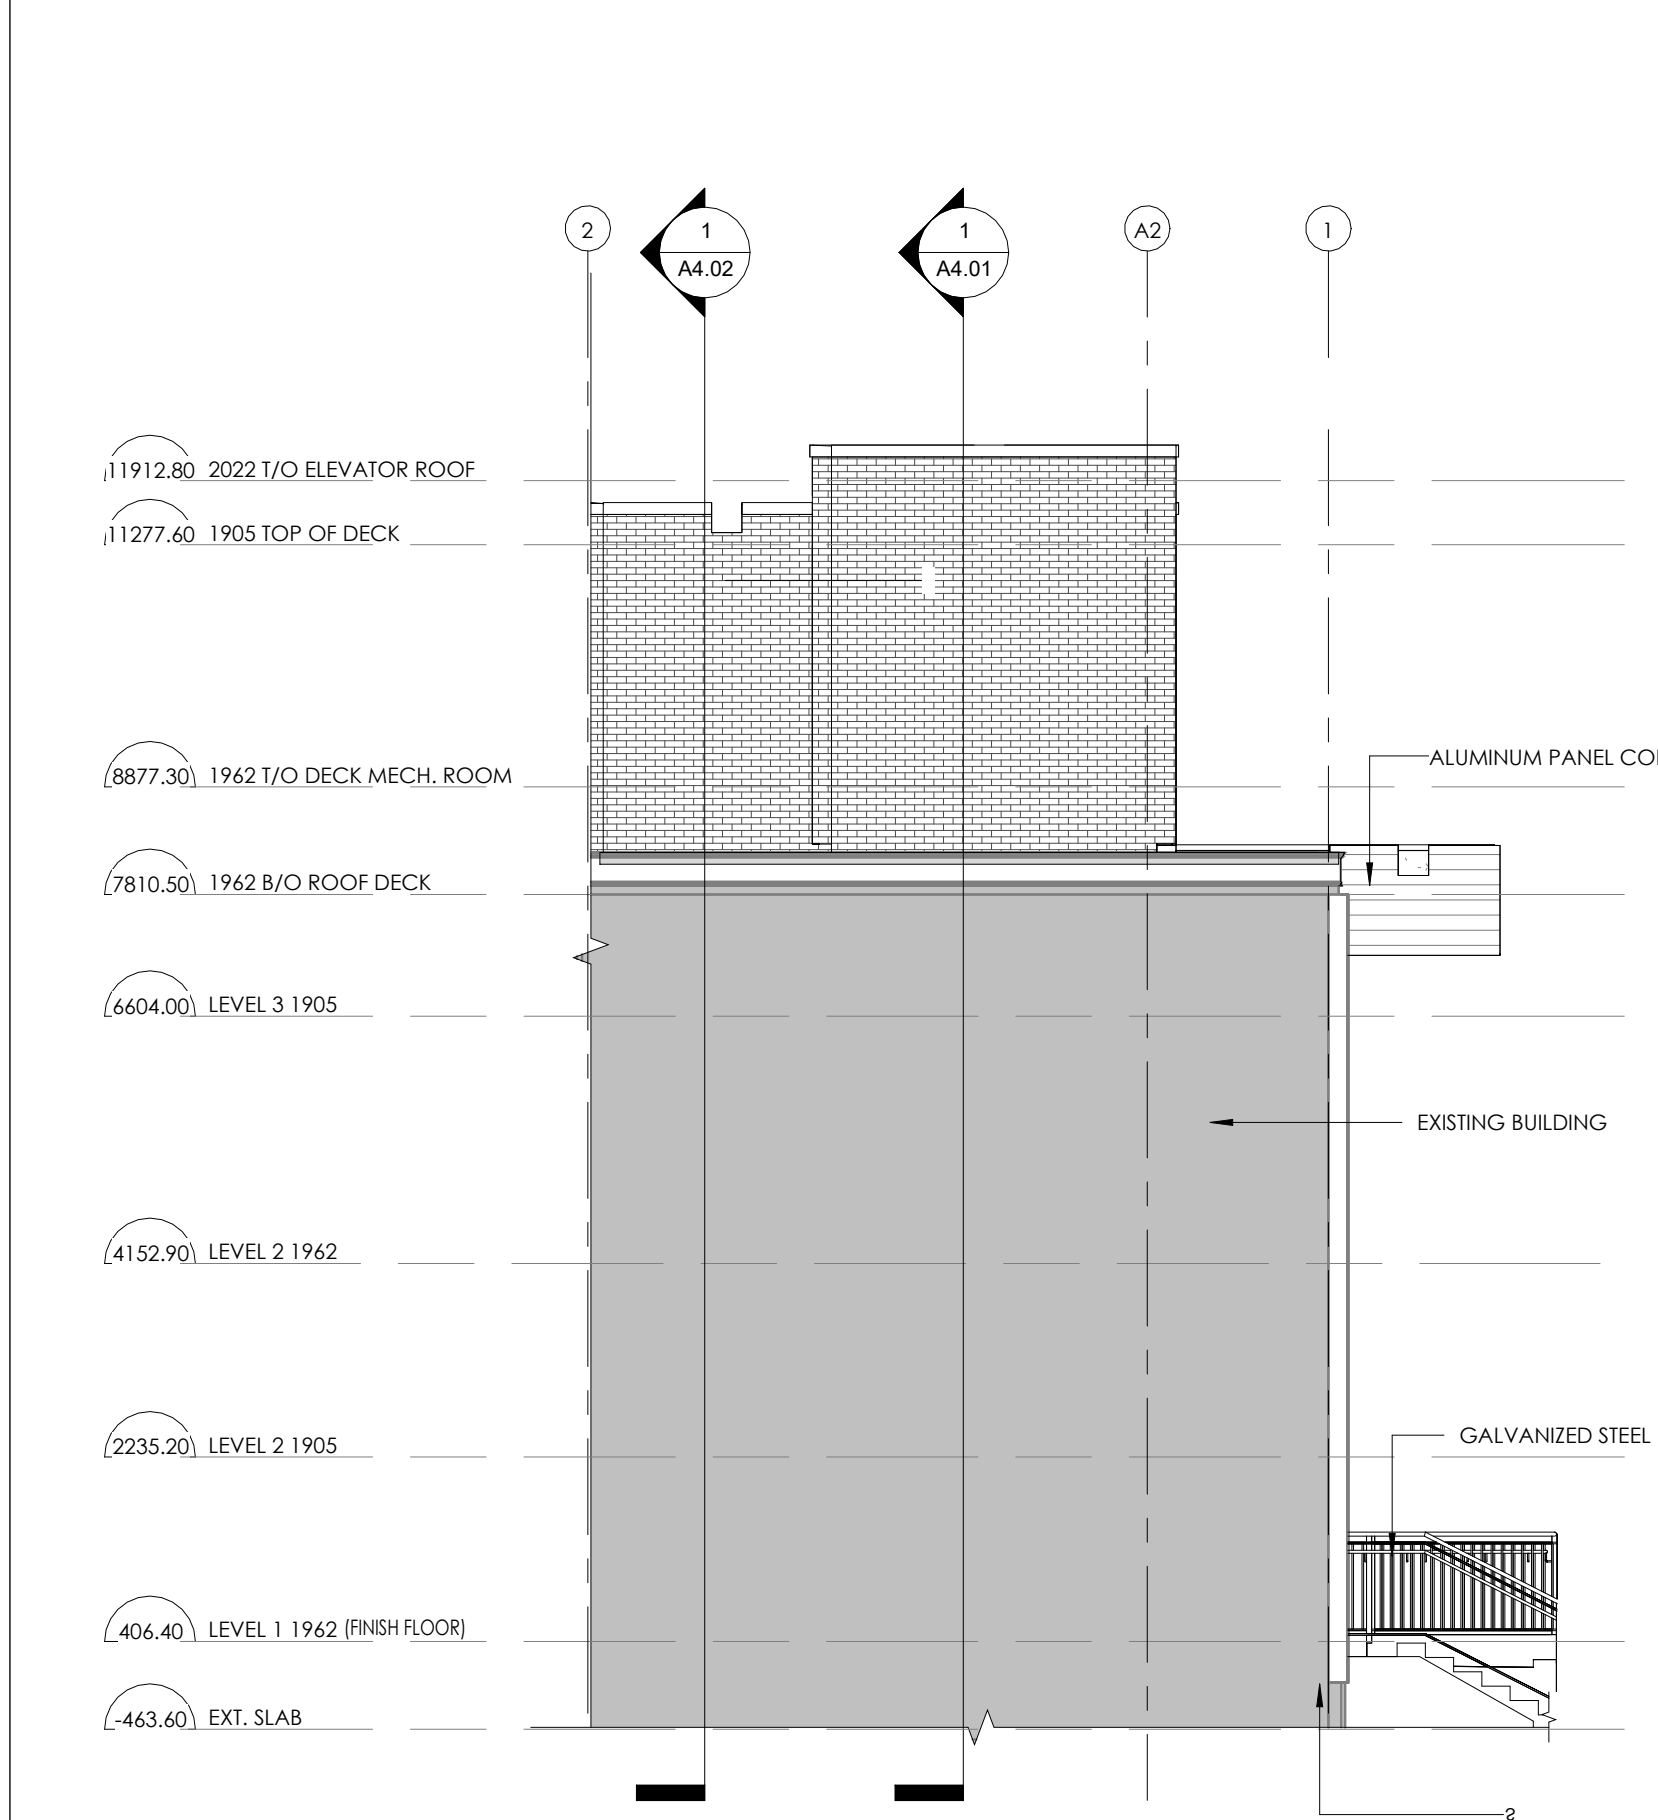 2
1
A4.02
1
A4.01
A2
1
11912.80 2022 T/O ELEVATOR ROOF
11277.60 1905 TOP OF DECK
8877.30 1962 T/O DECK MECH. ROOM
ALUMINUM PANEL
7810.50 1962 B/O ROOF DECK
6604.00 LEVEL 3 1905
EXISTING BUILDING
4152.90 LEVEL 2 1962
GALVANIZED STEEL
2235.20 LEVEL 2 1905
406.40 LEVEL 1 1962 (FINISH FLOOR)
-463.60 EXT. SLAB